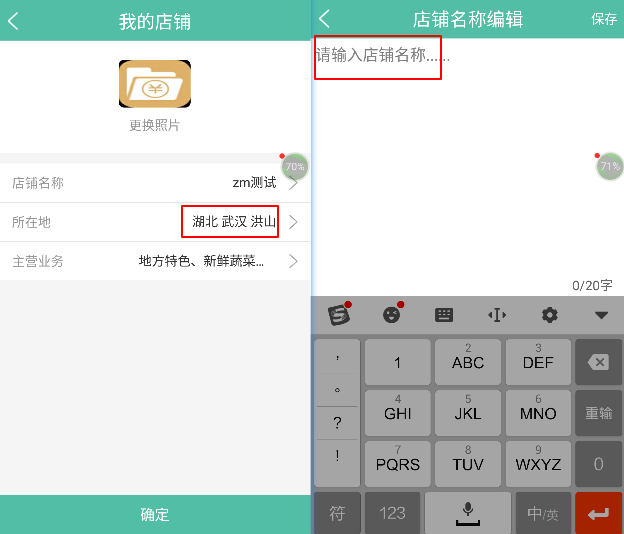 我的店铺
更换照片
70%
店铺名称 zm测试
所在地 湖北 武汉 洪山
主营业务 地方特色、新鲜蔬菜...
确定
店铺名称编辑 保存
请输入店铺名称......
71%
0/20字
, 1 2 ABC 3 DEF
。 4 GHI 5 JKL 6 MNO 重输
? 7 PQRS 8 TUV 9 WXYZ 0
!
符 123 中/英